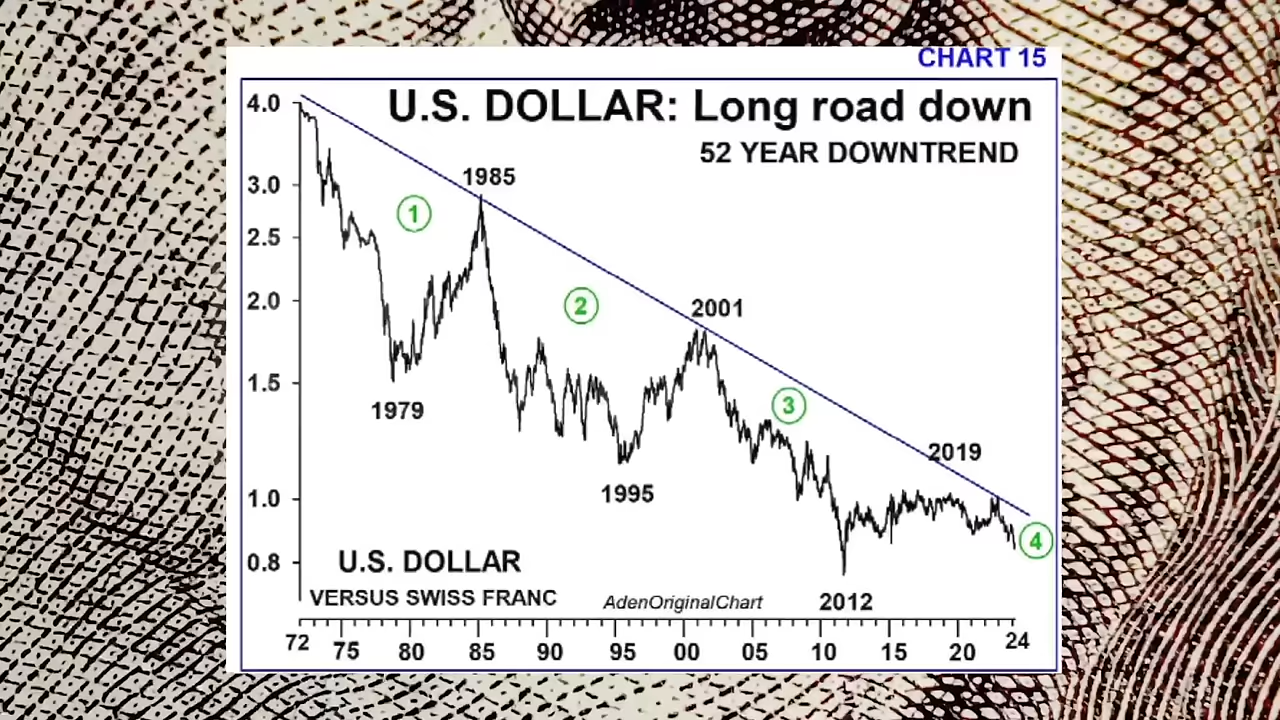 CHART 15
U.S. DOLLAR: Long road down
52 YEAR DOWNTREND
4.0
3.0
2.5
2.0
1.5
1.0
0.8
1985
1
2
2001
3
1979
2019
1995
4
U.S. DOLLAR
VERSUS SWISS FRANC
AdenOriginalChart
2012
72 75 80 85 90 95 00 05 10 15 20 24